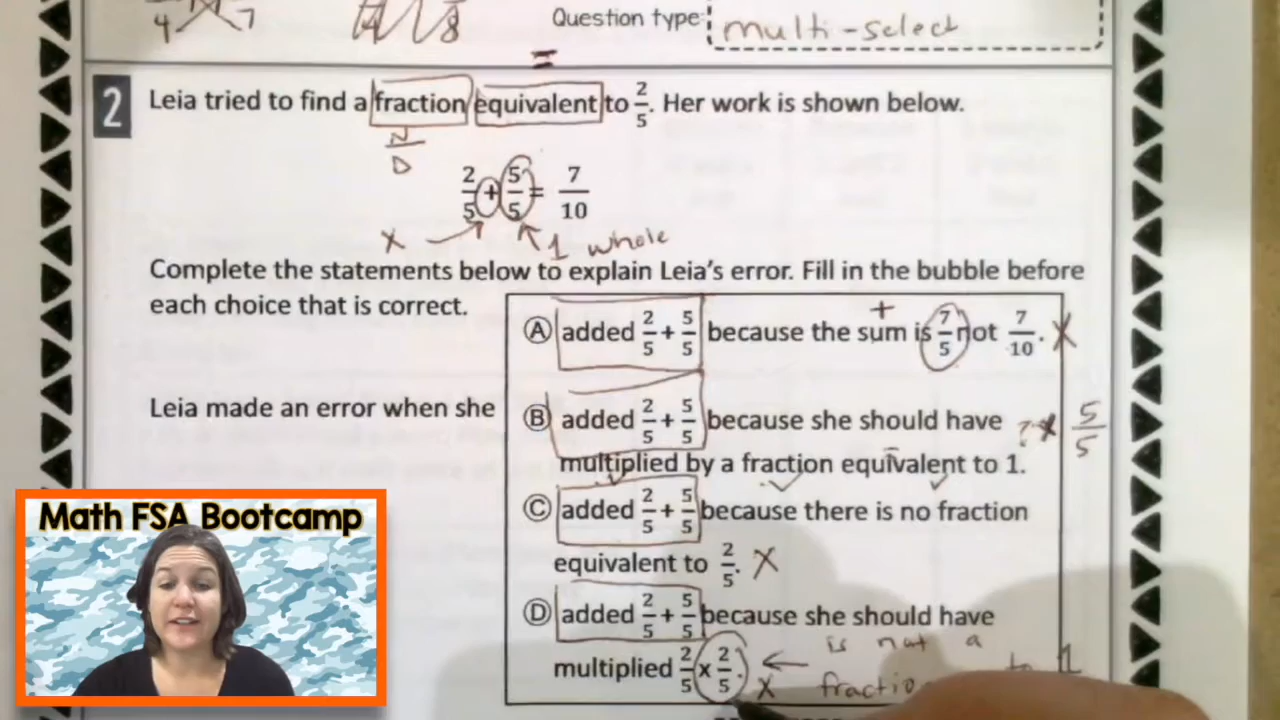 4 7 14 18
Question type: multi-select
=
2 Leia tried to find a fraction equivalent to 2/5. Her work is shown below.
N/D
2/5 + 5/5 = 7/10
x 1 whole
Complete the statements below to explain Leia's error. Fill in the bubble before
each choice that is correct.
+
Ⓐ added 2/5 + 5/5 because the sum is 7/5 not 7/10. X
Leia made an error when she
Ⓑ added 2/5 + 5/5 because she should have x 5/5
=
multiplied by a fraction equivalent to 1.
Ⓒ added 2/5 + 5/5 because there is no fraction
equivalent to 2/5. X
Ⓓ added 2/5 + 5/5 because she should have
is not a
multiplied 2/5 x 2/5. X
to 1
Math FSA Bootcamp